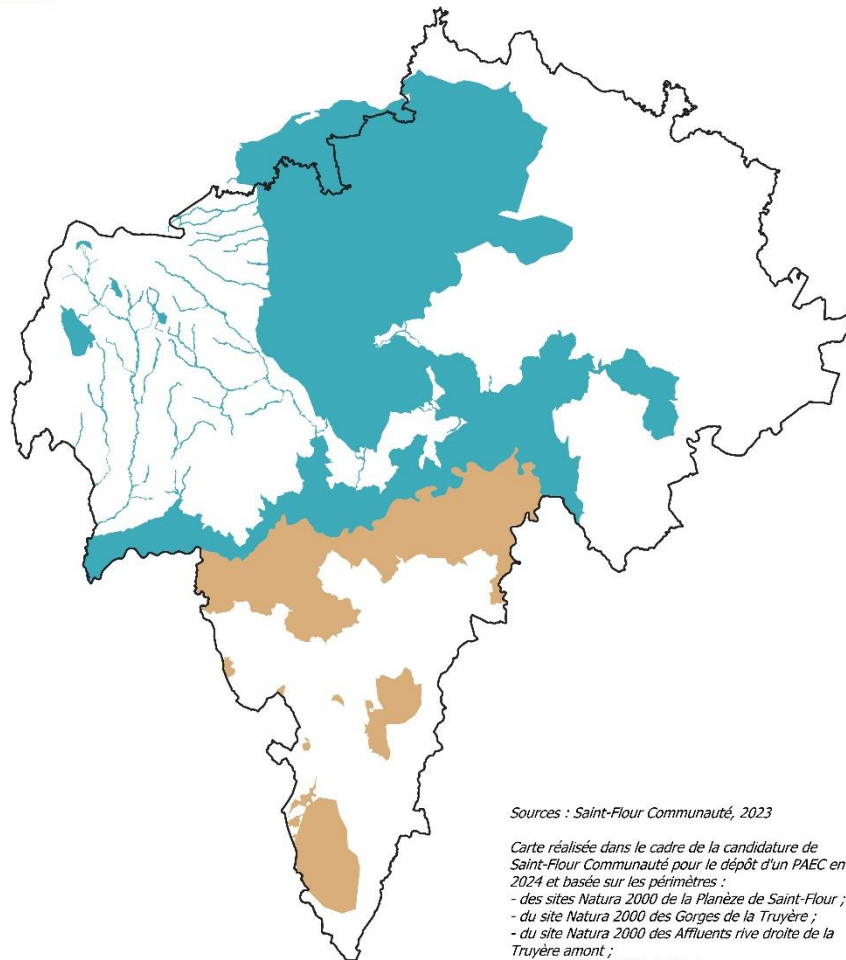 Sources : Saint-Flour Communauté, 2023
Carte réalisée dans le cadre de la candidature de
Saint-Flour Communauté pour le dépôt d'un PAEC en
2024 et basée sur les périmètres :
- des sites Natura 2000 de la Planèze de Saint-Flour ;
- du site Natura 2000 des Gorges de la Truyère ;
- du site Natura 2000 des Affluents rive droite de la
Truyère amont ;